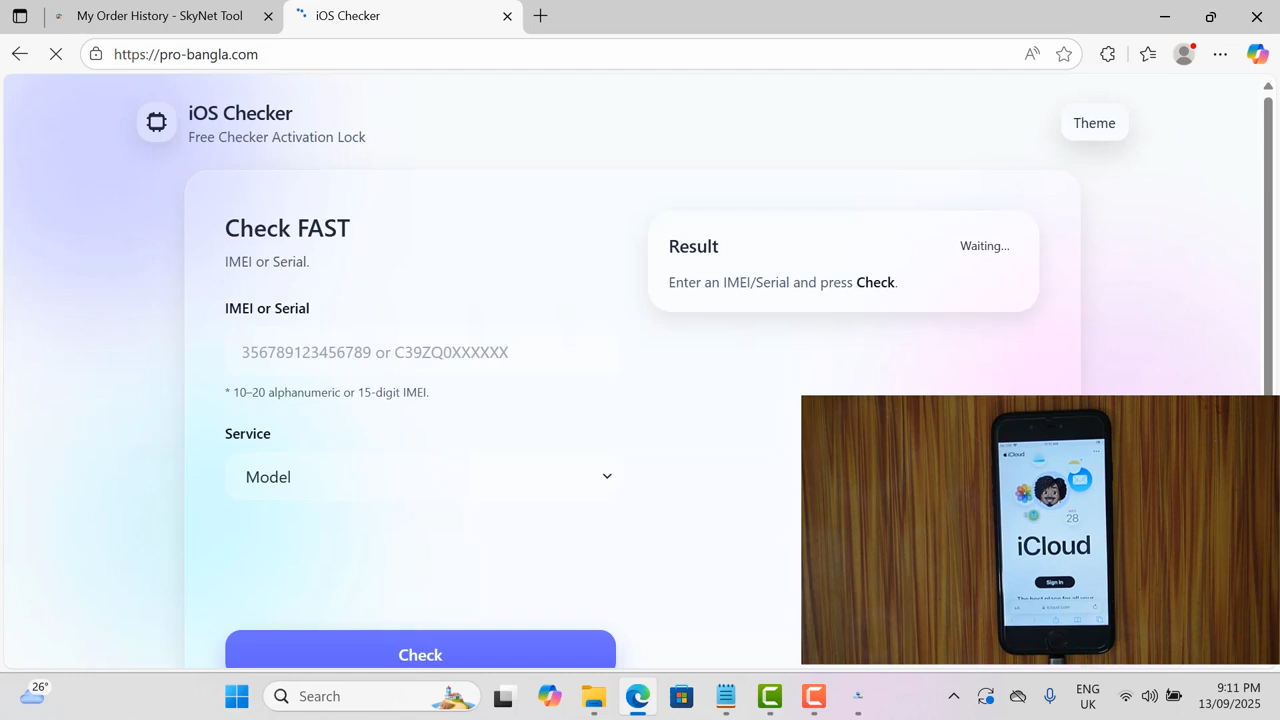 My Order History - SkyNet Tool
iOS Checker
https://pro-bangla.com
iOS Checker
Free Checker Activation Lock
Theme
Check FAST
IMEI or Serial.
IMEI or Serial
356789123456789 or C39ZQ0XXXXXX
* 10–20 alphanumeric or 15-digit IMEI.
Service
Model
Check
Result
Waiting...
Enter an IMEI/Serial and press Check.
iCloud
28
iCloud
Sign In
icloud.com
26°
Search
ENG
UK
9:11 PM
13/09/2025